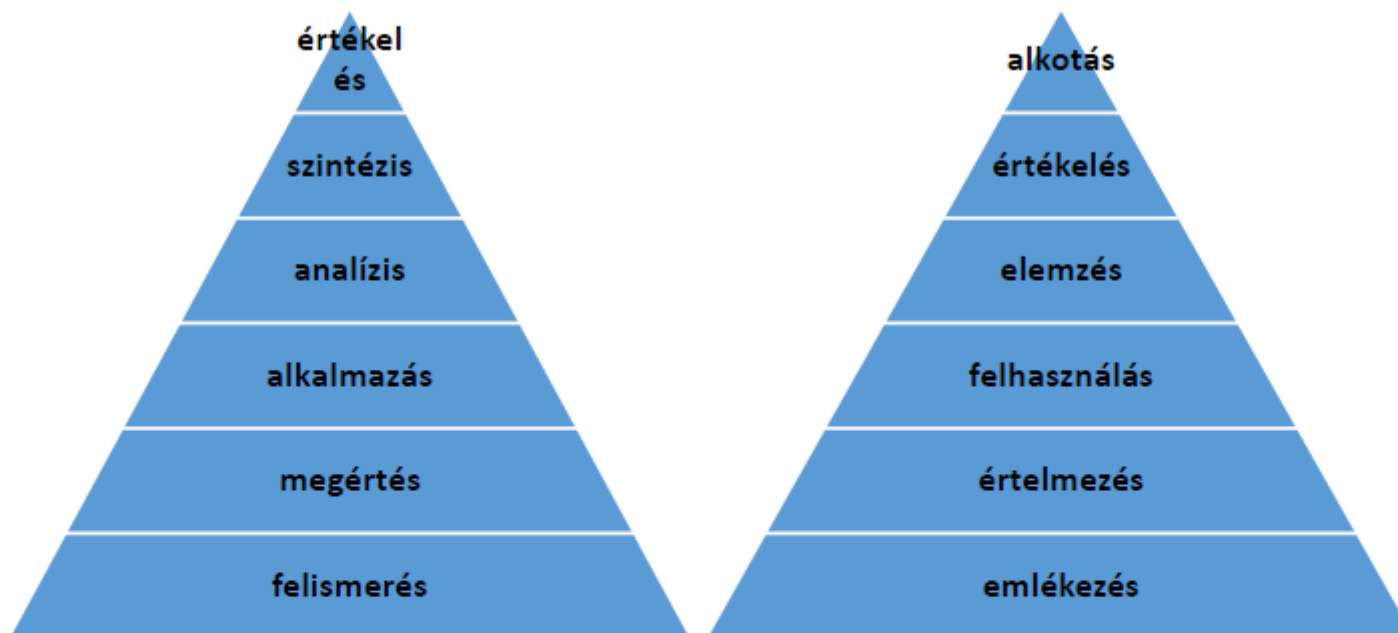 értékel
és
szintézis
analízis
alkalmazás
megértés
felismerés
alkotás
értékelés
elemzés
felhasználás
értelmezés
emlékezés